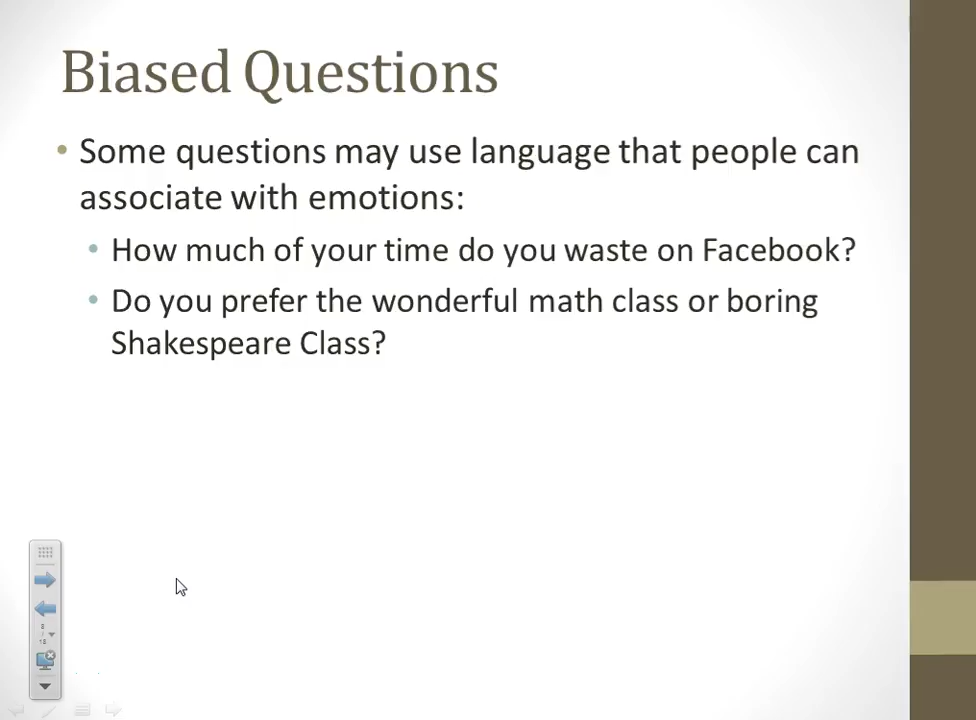 Biased Questions
• Some questions may use language that people can
associate with emotions:
• How much of your time do you waste on Facebook?
• Do you prefer the wonderful math class or boring
Shakespeare Class?